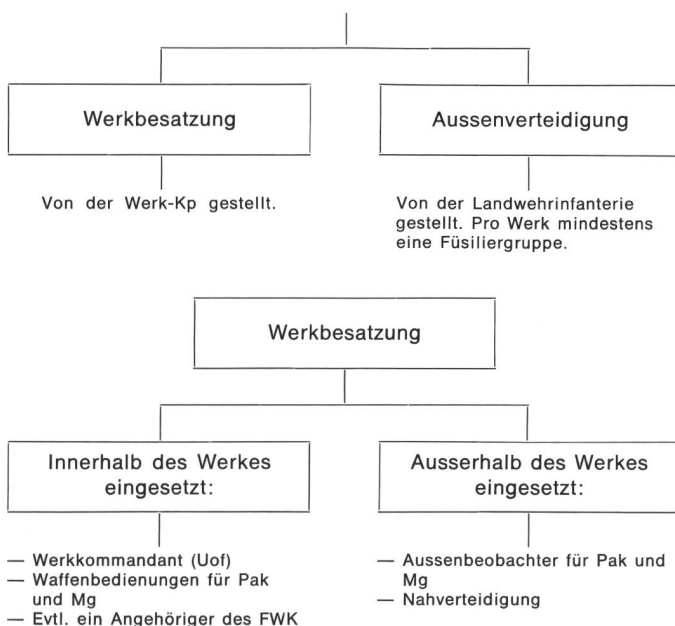 Werkbesatzung
Aussenverteidigung
Von der Werk-Kp gestellt.
Von der Landwehrinfanterie
gestellt. Pro Werk mindestens
eine Füsiliergruppe.
Werkbesatzung
Innerhalb des Werkes
eingesetzt:
Ausserhalb des Werkes
eingesetzt:
— Werkkommandant (Uof)
— Waffenbedienungen für Pak
und Mg
— Evtl. ein Angehöriger des FWK
— Aussenbeobachter für Pak und
Mg
— Nahverteidigung